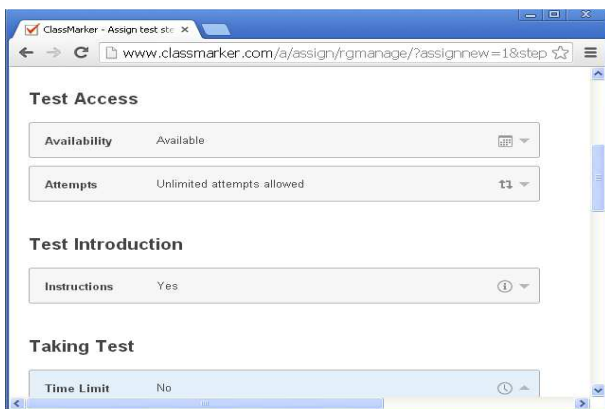 ClassMarker - Assign test ste
www.classmarker.com/a/assign/rgmanage/?assignnew=1&step
Test Access
Availability Available
Attempts Unlimited attempts allowed
Test Introduction
Instructions Yes
Taking Test
Time Limit No